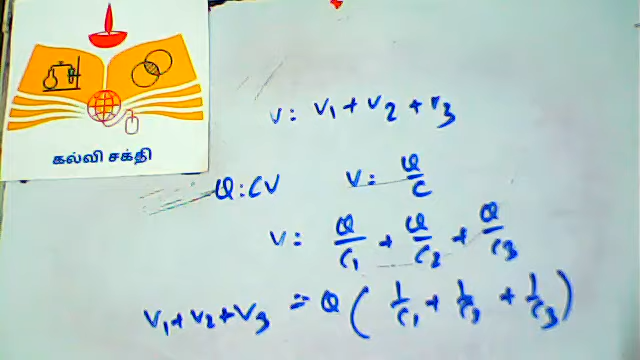 கல்வி சக்தி
V = V₁ + V₂ + V₃
Q = CV V = Q/C
V = Q/C₁ + Q/C₂ + Q/C₃
V₁ + V₂ + V₃ = Q ( 1/C₁ + 1/C₂ + 1/C₃ )